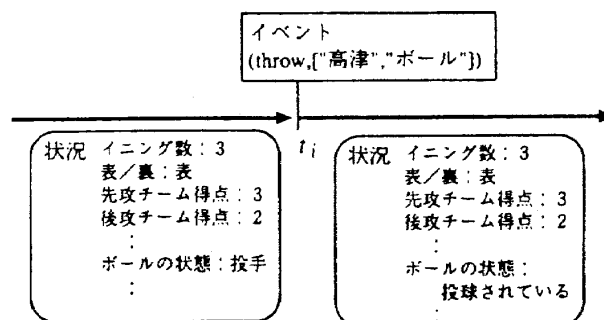 イベント
(throw,["高津","ボール"])
t i
状況 イニング数：3
表／裏：表
先攻チーム得点：3
後攻チーム得点：2
：
ボールの状態：投手
：
状況 イニング数：3
表／裏：表
先攻チーム得点：3
後攻チーム得点：2
：
ボールの状態：
投球されている
：